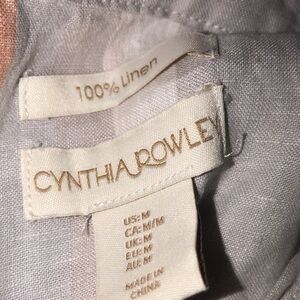 100% Linen
CYNTHIA ROWLEY
US: M
CA: M/M
UK: M
EU: M
AU: M
MADE IN
CHINA